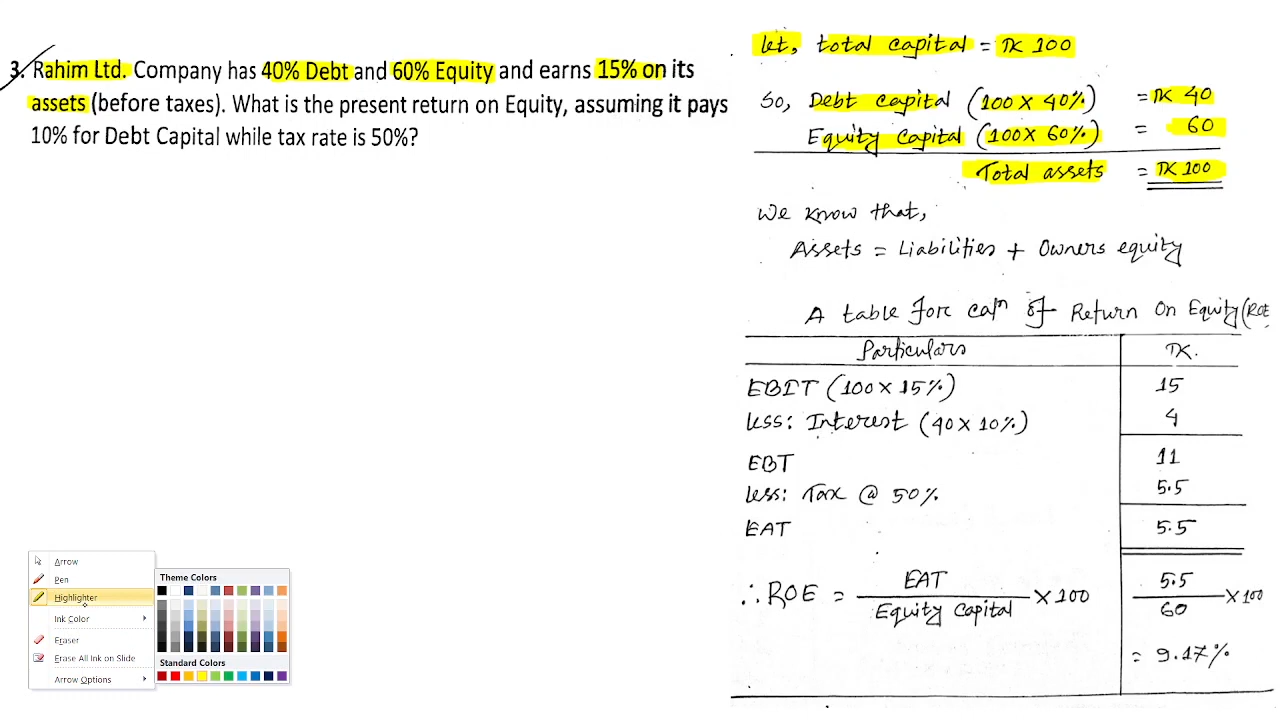 3. Rahim Ltd. Company has 40% Debt and 60% Equity and earns 15% on its
assets (before taxes). What is the present return on Equity, assuming it pays
10% for Debt Capital while tax rate is 50%?
let, total capital = TK 100
So, Debt capital (100 X 40%) = TK 40
Equity Capital (100X 60%) = 60
Total assets = TK 100
We know that,
Assets = Liabilities + Owners equity
A table for caln of Return On Equity (ROE
Particulars TK.
EBIT (100 X 15%) 15
less: Interest (40 X 10%) 4
EBT 11
less: Tax @ 50% 5.5
EAT 5.5
∴ ROE = EAT / Equity Capital X 100 5.5 / 60 X 100
= 9.17%
Arrow
Pen
Highlighter
Ink Color
Eraser
Erase All Ink on Slide
Arrow Options
Theme Colors
Standard Colors